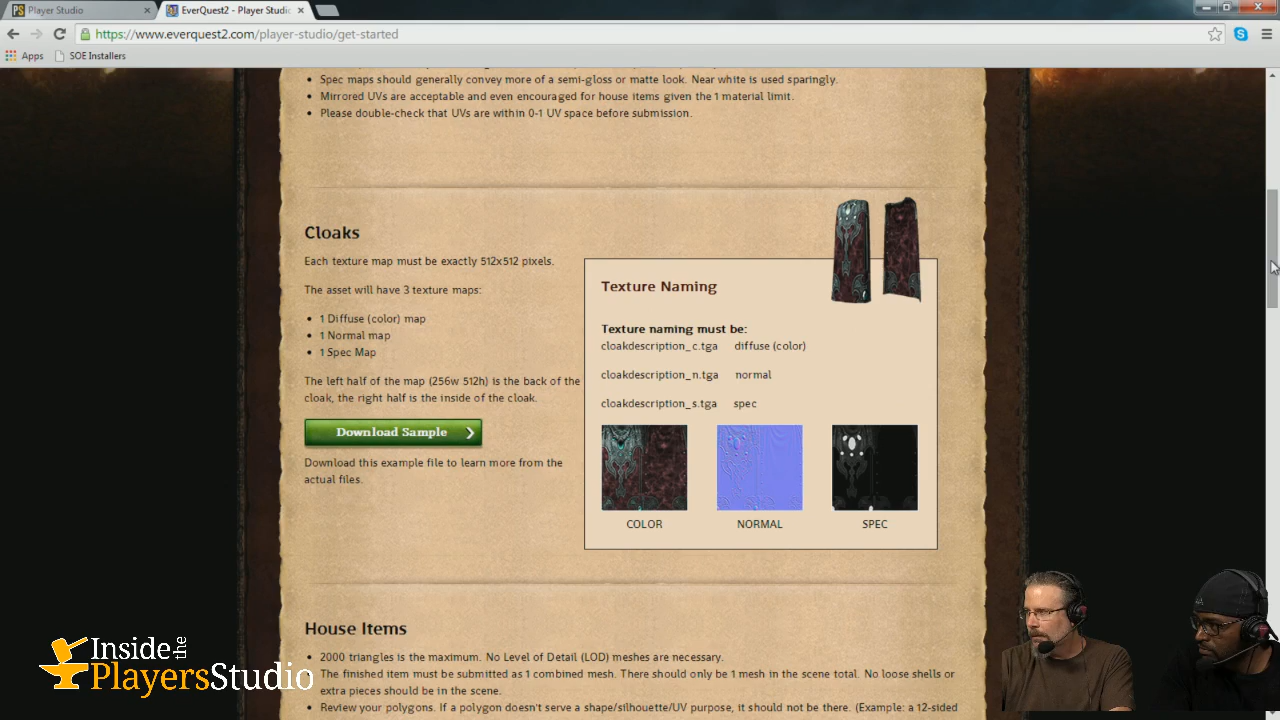 Player Studio
EverQuest2 - Player Studio
https://www.everquest2.com/player-studio/get-started
Apps
SOE Installers
Spec maps should generally convey more of a semi-gloss or matte look. Near white is used sparingly.
Mirrored UVs are acceptable and even encouraged for house items given the 1 material limit.
Please double-check that UVs are within 0-1 UV space before submission.
Cloaks
Each texture map must be exactly 512x512 pixels.
The asset will have 3 texture maps:
1 Diffuse (color) map
1 Normal map
1 Spec Map
The left half of the map (256w 512h) is the back of the
cloak, the right half is the inside of the cloak.
Download Sample
Download this example file to learn more from the
actual files.
Texture Naming
Texture naming must be:
cloakdescription_c.tga diffuse (color)
cloakdescription_n.tga normal
cloakdescription_s.tga spec
COLOR NORMAL SPEC
House Items
2000 triangles is the maximum. No Level of Detail (LOD) meshes are necessary.
The finished item must be submitted as 1 combined mesh. There should only be 1 mesh in the scene total. No loose shells or
extra pieces should be in the scene.
Review your polygons. If a polygon doesn't serve a shape/silhouette/UV purpose, it should not be there. (Example: a 12-sided
Inside the
PlayersStudio